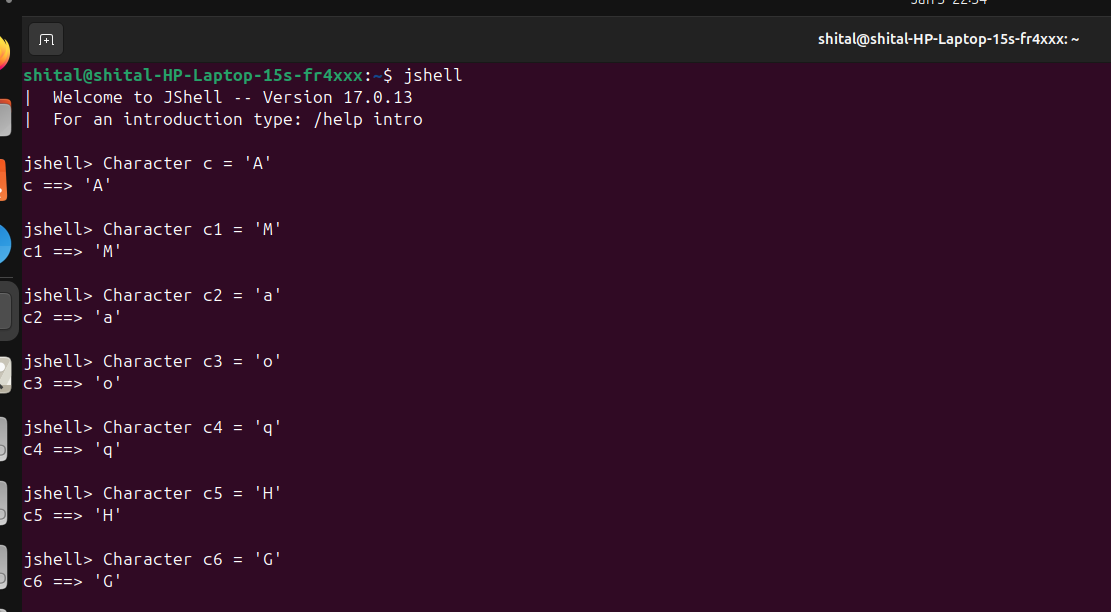 shital@shital-HP-Laptop-15s-fr4xxx: ~
shital@shital-HP-Laptop-15s-fr4xxx:~$ jshell
|  Welcome to JShell -- Version 17.0.13
|  For an introduction type: /help intro
jshell> Character c = 'A'
c ==> 'A'
jshell> Character c1 = 'M'
c1 ==> 'M'
jshell> Character c2 = 'a'
c2 ==> 'a'
jshell> Character c3 = 'o'
c3 ==> 'o'
jshell> Character c4 = 'q'
c4 ==> 'q'
jshell> Character c5 = 'H'
c5 ==> 'H'
jshell> Character c6 = 'G'
c6 ==> 'G'